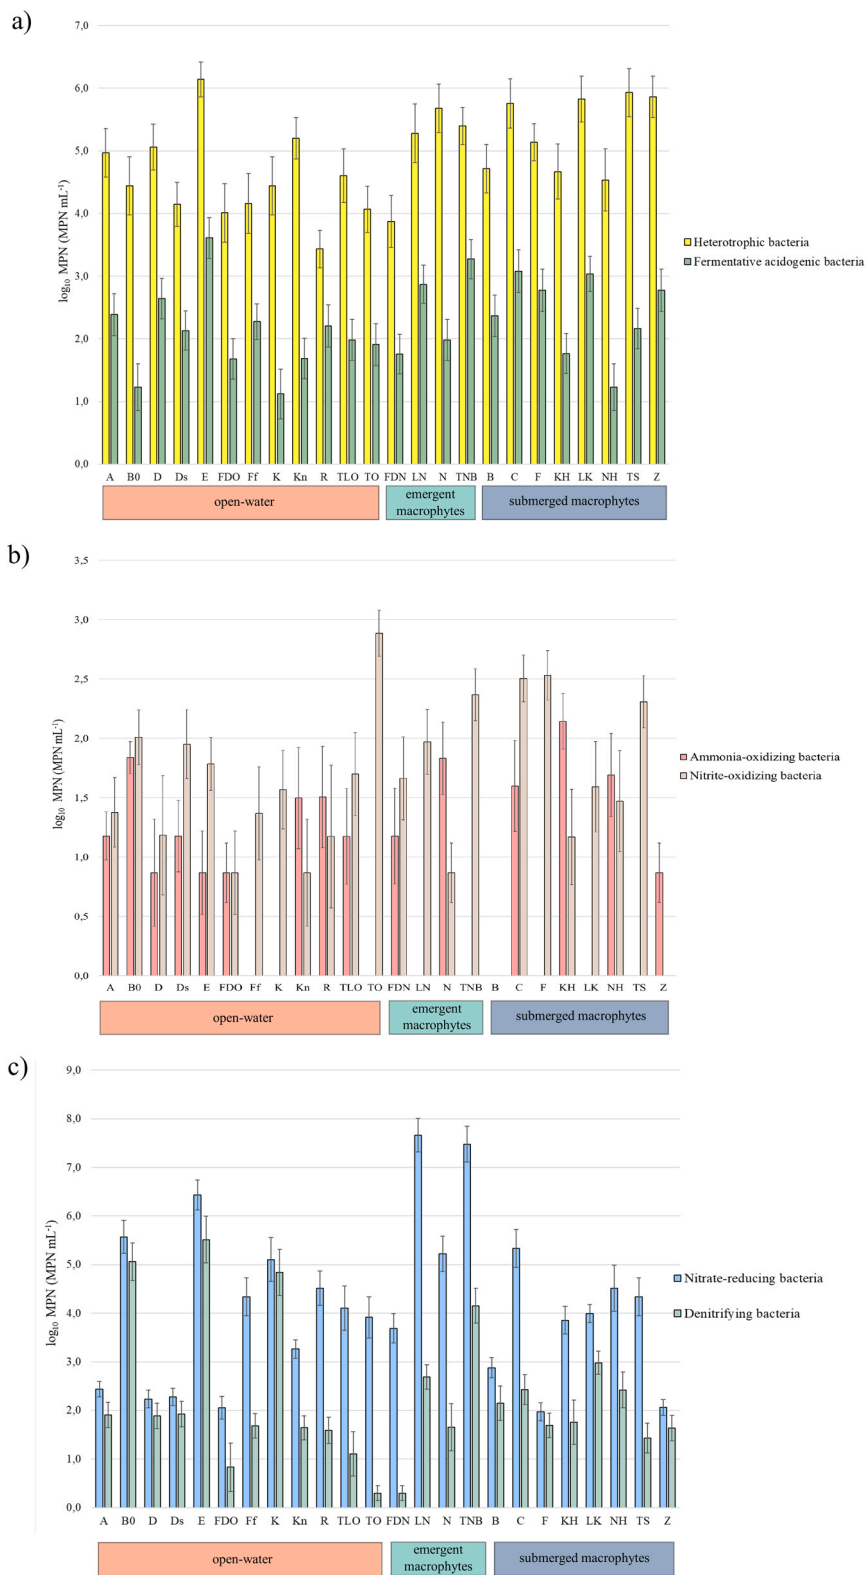 a)
7,0
6,0
5,0
4,0
3,0
2,0
1,0
0,0
log₁₀ MPN (MPN mL⁻¹)
Heterotrophic bacteria
Fermentative acidogenic bacteria
A B0 D Ds E FDO Ff K Kn R TLO TO FDN LN N TNB B C F KH LK NH TS Z
open-water
emergent
macrophytes
submerged macrophytes
b)
3,5
3,0
2,5
2,0
1,5
1,0
0,5
0,0
log₁₀ MPN (MPN mL⁻¹)
Ammonia-oxidizing bacteria
Nitrite-oxidizing bacteria
A B0 D Ds E FDO Ff K Kn R TLO TO FDN LN N TNB B C F KH LK NH TS Z
open-water
emergent
macrophytes
submerged macrophytes
c)
9,0
8,0
7,0
6,0
5,0
4,0
3,0
2,0
1,0
0,0
log₁₀ MPN (MPN mL⁻¹)
Nitrate-reducing bacteria
Denitrifying bacteria
A B0 D Ds E FDO Ff K Kn R TLO TO FDN LN N TNB B C F KH LK NH TS Z
open-water
emergent
macrophytes
submerged macrophytes